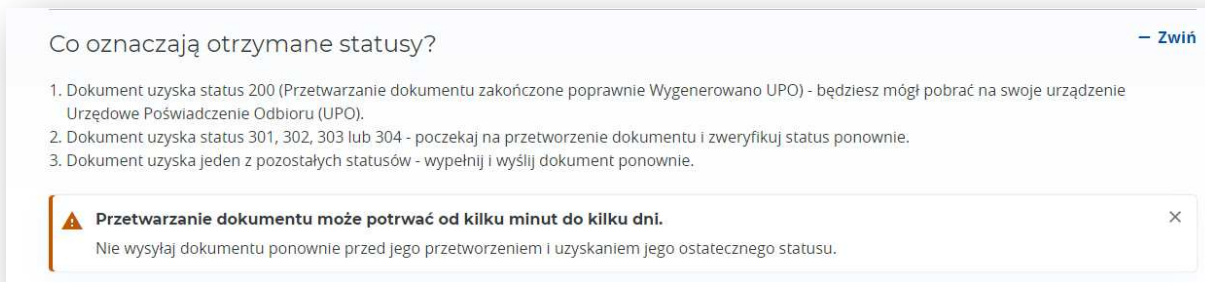 Co oznaczają otrzymane statusy?
– Zwiń
1. Dokument uzyska status 200 (Przetwarzanie dokumentu zakończone poprawnie Wygenerowano UPO) - będziesz mógł pobrać na swoje urządzenie
Urzędowe Poświadczenie Odbioru (UPO).
2. Dokument uzyska status 301, 302, 303 lub 304 - poczekaj na przetworzenie dokumentu i zweryfikuj status ponownie.
3. Dokument uzyska jeden z pozostałych statusów - wypełnij i wyślij dokument ponownie.
Przetwarzanie dokumentu może potrwać od kilku minut do kilku dni.
Nie wysyłaj dokumentu ponownie przed jego przetworzeniem i uzyskaniem jego ostatecznego statusu.